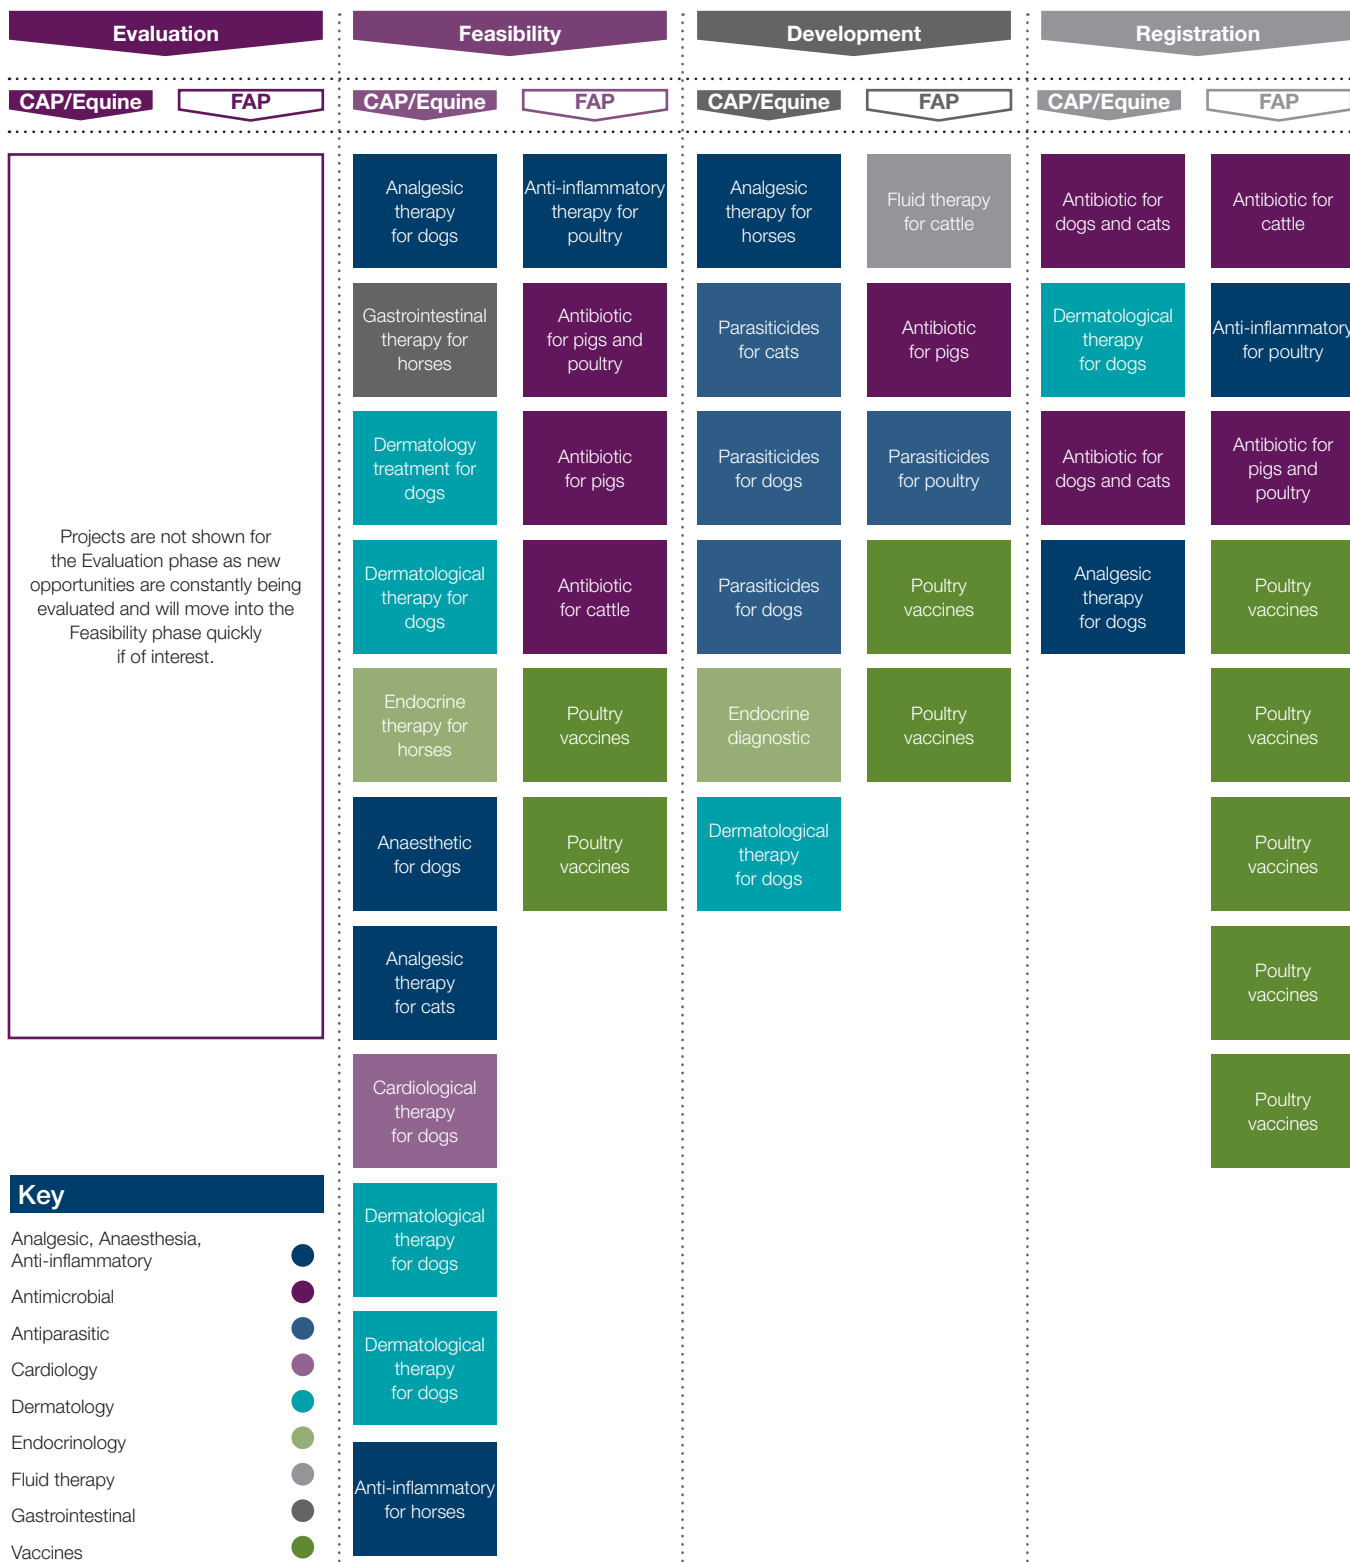 Evaluation
CAP/Equine
FAP
Projects are not shown for
the Evaluation phase as new
opportunities are constantly being
evaluated and will move into the
Feasibility phase quickly
if of interest.
Feasibility
CAP/Equine
Analgesic
therapy
for dogs
Gastrointestinal
therapy for
horses
Dermatology
treatment for
dogs
Dermatological
therapy for
dogs
Endocrine
therapy for
horses
Anaesthetic
for dogs
Analgesic
therapy
for cats
Cardiological
therapy
for dogs
Dermatological
therapy
for dogs
Dermatological
therapy
for dogs
Anti-inflammatory
for horses
FAP
Anti-inflammatory
therapy for
poultry
Antibiotic
for pigs and
poultry
Antibiotic
for pigs
Antibiotic
for cattle
Poultry
vaccines
Poultry
vaccines
Development
CAP/Equine
Analgesic
therapy for
horses
Parasiticides
for cats
Parasiticides
for dogs
Parasiticides
for dogs
Endocrine
diagnostic
Dermatological
therapy
for dogs
FAP
Fluid therapy
for cattle
Antibiotic
for pigs
Parasiticides
for poultry
Poultry
vaccines
Poultry
vaccines
Registration
CAP/Equine
Antibiotic for
dogs and cats
Dermatological
therapy
for dogs
Antibiotic for
dogs and cats
Analgesic
therapy
for dogs
FAP
Antibiotic for
cattle
Anti-inflammatory
for poultry
Antibiotic for
pigs and
poultry
Poultry
vaccines
Poultry
vaccines
Poultry
vaccines
Poultry
vaccines
Poultry
vaccines
Key
Analgesic, Anaesthesia,
Anti-inflammatory
Antimicrobial
Antiparasitic
Cardiology
Dermatology
Endocrinology
Fluid therapy
Gastrointestinal
Vaccines